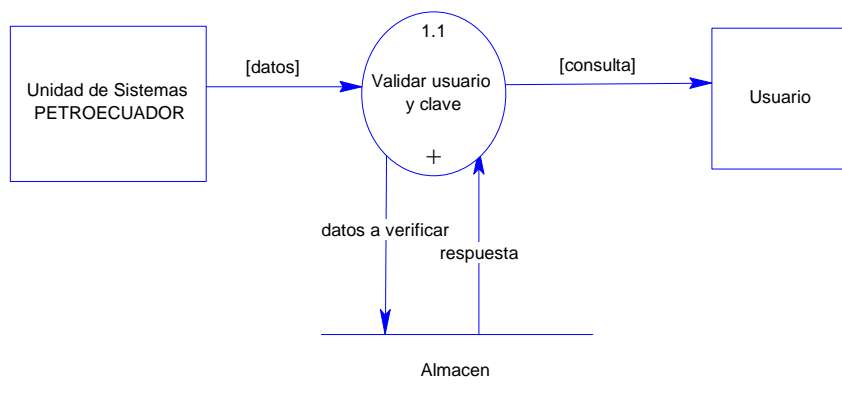 1.1
[datos]
[consulta]
Unidad de Sistemas
PETROECUADOR
Validar usuario
y clave
Usuario
+
datos a verificar
respuesta
Almacen